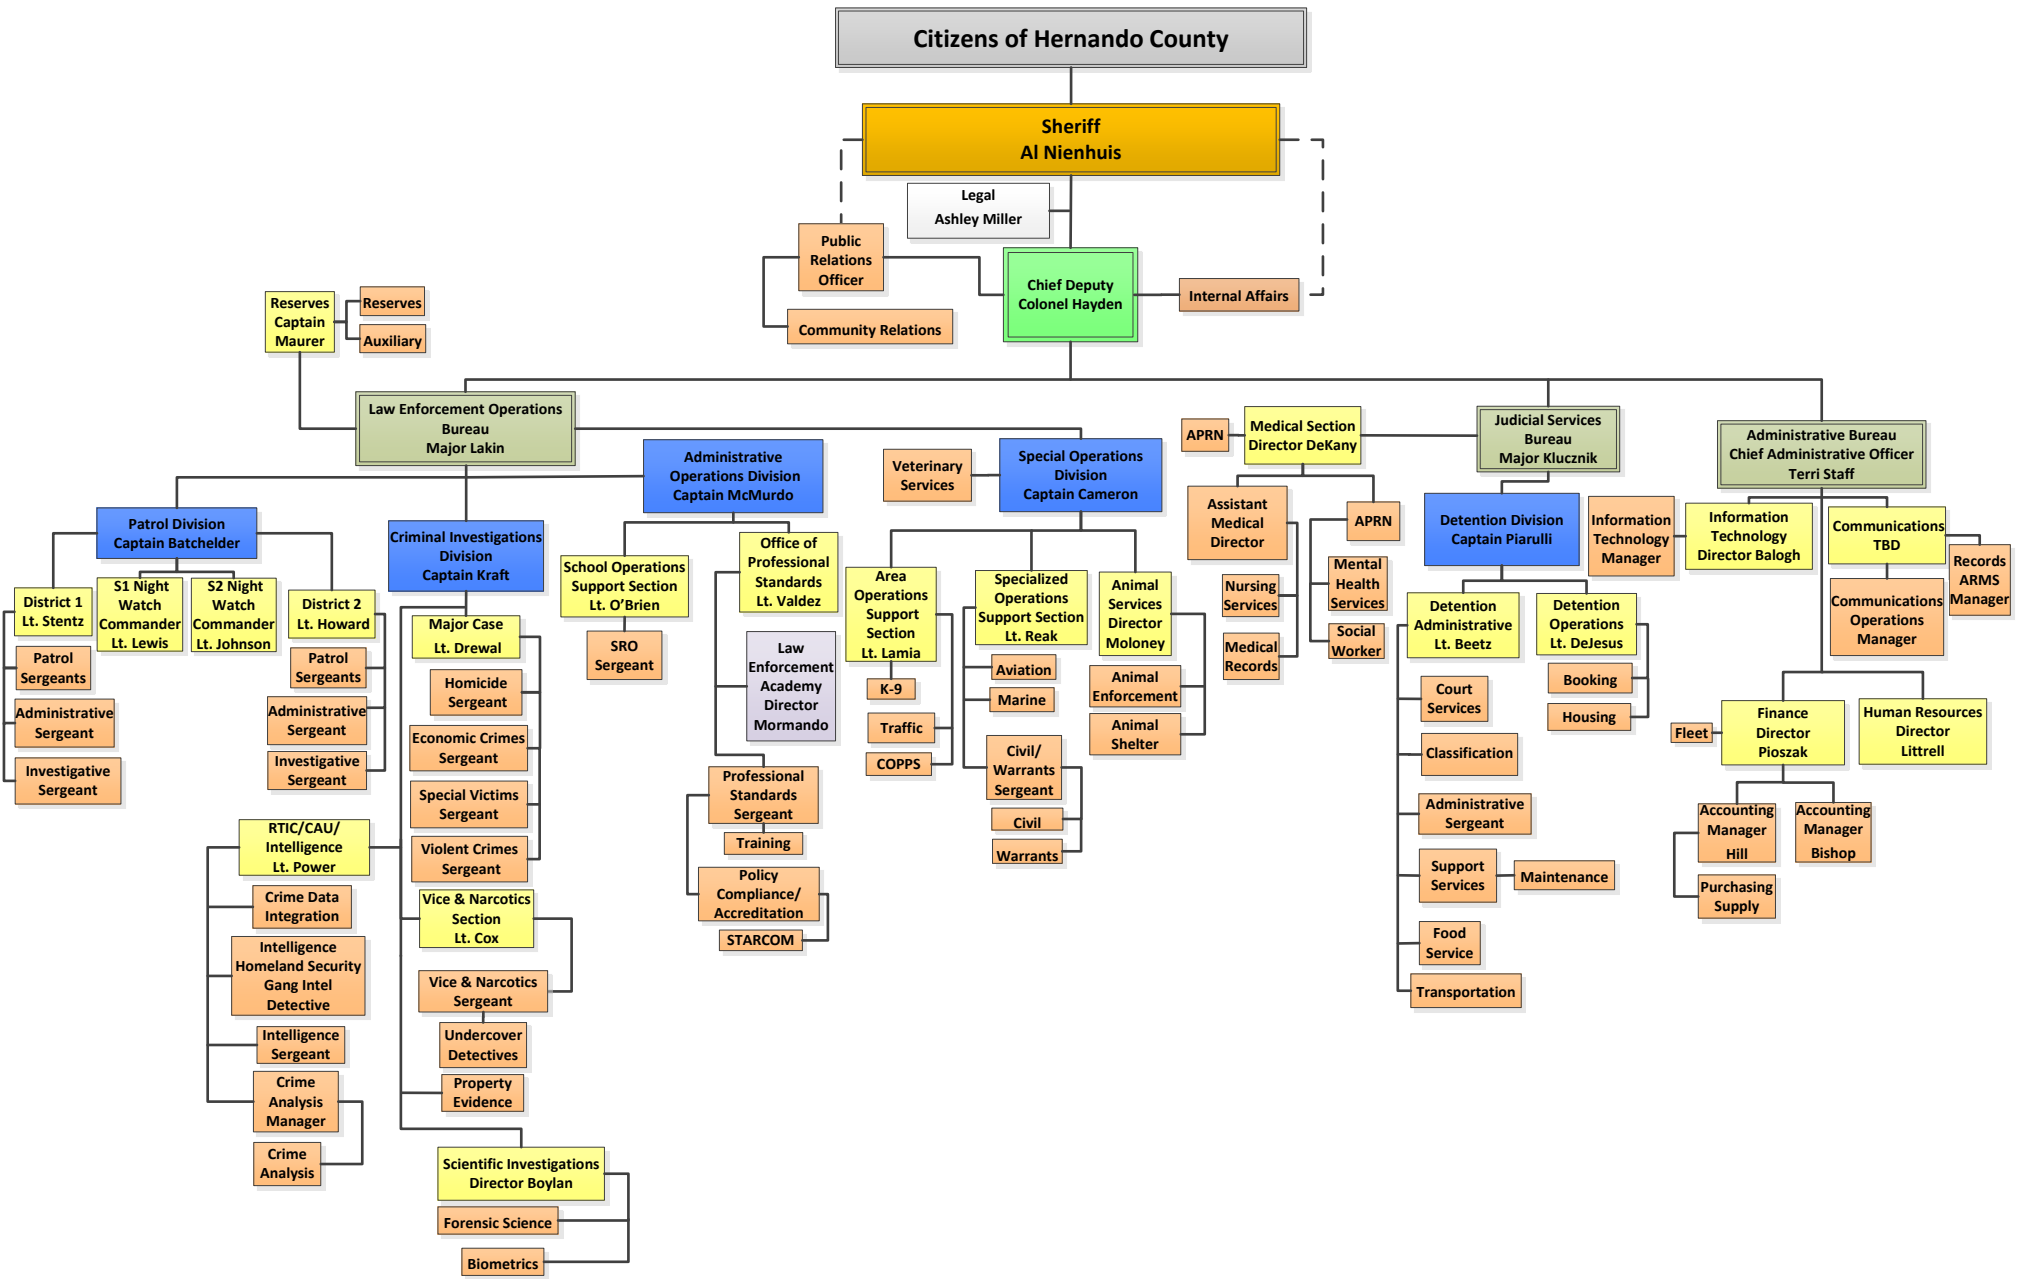 Citizens of Hernando County
Sheriff
Al Nienhuis
Legal
Ashley Miller
Public
Relations
Officer
Chief Deputy
Colonel Hayden
Internal Affairs
Community Relations
Reserves
Captain
Maurer
Reserves
Auxiliary
Law Enforcement Operations
Bureau
Major Lakin
Patrol Division
Captain Batchelder
District 1
Lt. Stentz
Patrol
Sergeants
Administrative
Sergeant
Investigative
Sergeant
S1 Night
Watch
Commander
Lt. Lewis
S2 Night
Watch
Commander
Lt. Johnson
District 2
Lt. Howard
Patrol
Sergeants
Administrative
Sergeant
Investigative
Sergeant
Criminal Investigations
Division
Captain Kraft
Major Case
Lt. Drewal
Homicide
Sergeant
Economic Crimes
Sergeant
Special Victims
Sergeant
Violent Crimes
Sergeant
RTIC/CAU/
Intelligence
Lt. Power
Crime Data
Integration
Intelligence
Homeland Security
Gang Intel
Detective
Intelligence
Sergeant
Crime
Analysis
Manager
Crime
Analysis
Vice & Narcotics
Section
Lt. Cox
Vice & Narcotics
Sergeant
Undercover
Detectives
Property
Evidence
Scientific Investigations
Director Boylan
Forensic Science
Biometrics
Administrative
Operations Division
Captain McMurdo
School Operations
Support Section
Lt. O’Brien
SRO
Sergeant
Office of
Professional
Standards
Lt. Valdez
Law
Enforcement
Academy
Director
Mormando
Professional
Standards
Sergeant
Training
Policy
Compliance/
Accreditation
STARCOM
Special Operations
Division
Captain Cameron
Veterinary
Services
Area
Operations
Support
Section
Lt. Lamia
K-9
Traffic
COPPS
Specialized
Operations
Support Section
Lt. Reak
Aviation
Marine
Civil/
Warrants
Sergeant
Civil
Warrants
Animal
Services
Director
Moloney
Animal
Enforcement
Animal
Shelter
Judicial Services
Bureau
Major Klucznik
Medical Section
Director DeKany
APRN
Assistant
Medical
Director
Nursing
Services
Medical
Records
APRN
Mental
Health
Services
Social
Worker
Detention Division
Captain Piarulli
Detention
Administrative
Lt. Beetz
Court
Services
Classification
Administrative
Sergeant
Support
Services
Maintenance
Food
Service
Transportation
Detention
Operations
Lt. DeJesus
Booking
Housing
Administrative Bureau
Chief Administrative Officer
Terri Staff
Information
Technology
Manager
Information
Technology
Director Balogh
Communications
TBD
Records
ARMS
Manager
Communications
Operations
Manager
Fleet
Finance
Director
Pioszak
Human Resources
Director
Littrell
Accounting
Manager
Hill
Purchasing
Supply
Accounting
Manager
Bishop